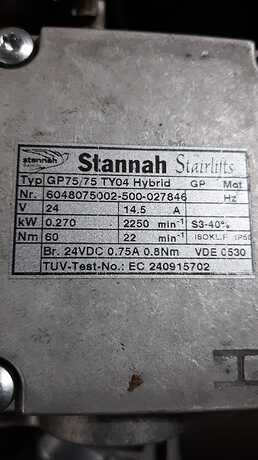 stannah Stannah Stairlifts
Typ GP75/75 TY04 Hybrid GP Mot
Nr. 6048075002-500-027846 Hz
V 24 14.5 A
kW 0.270 2250 min⁻¹ S3-40%
Nm 60 22 min⁻¹ ISOKL.F IP50
Br. 24VDC 0.75A 0.8Nm VDE 0530
TUV-Test-No.: EC 240915702